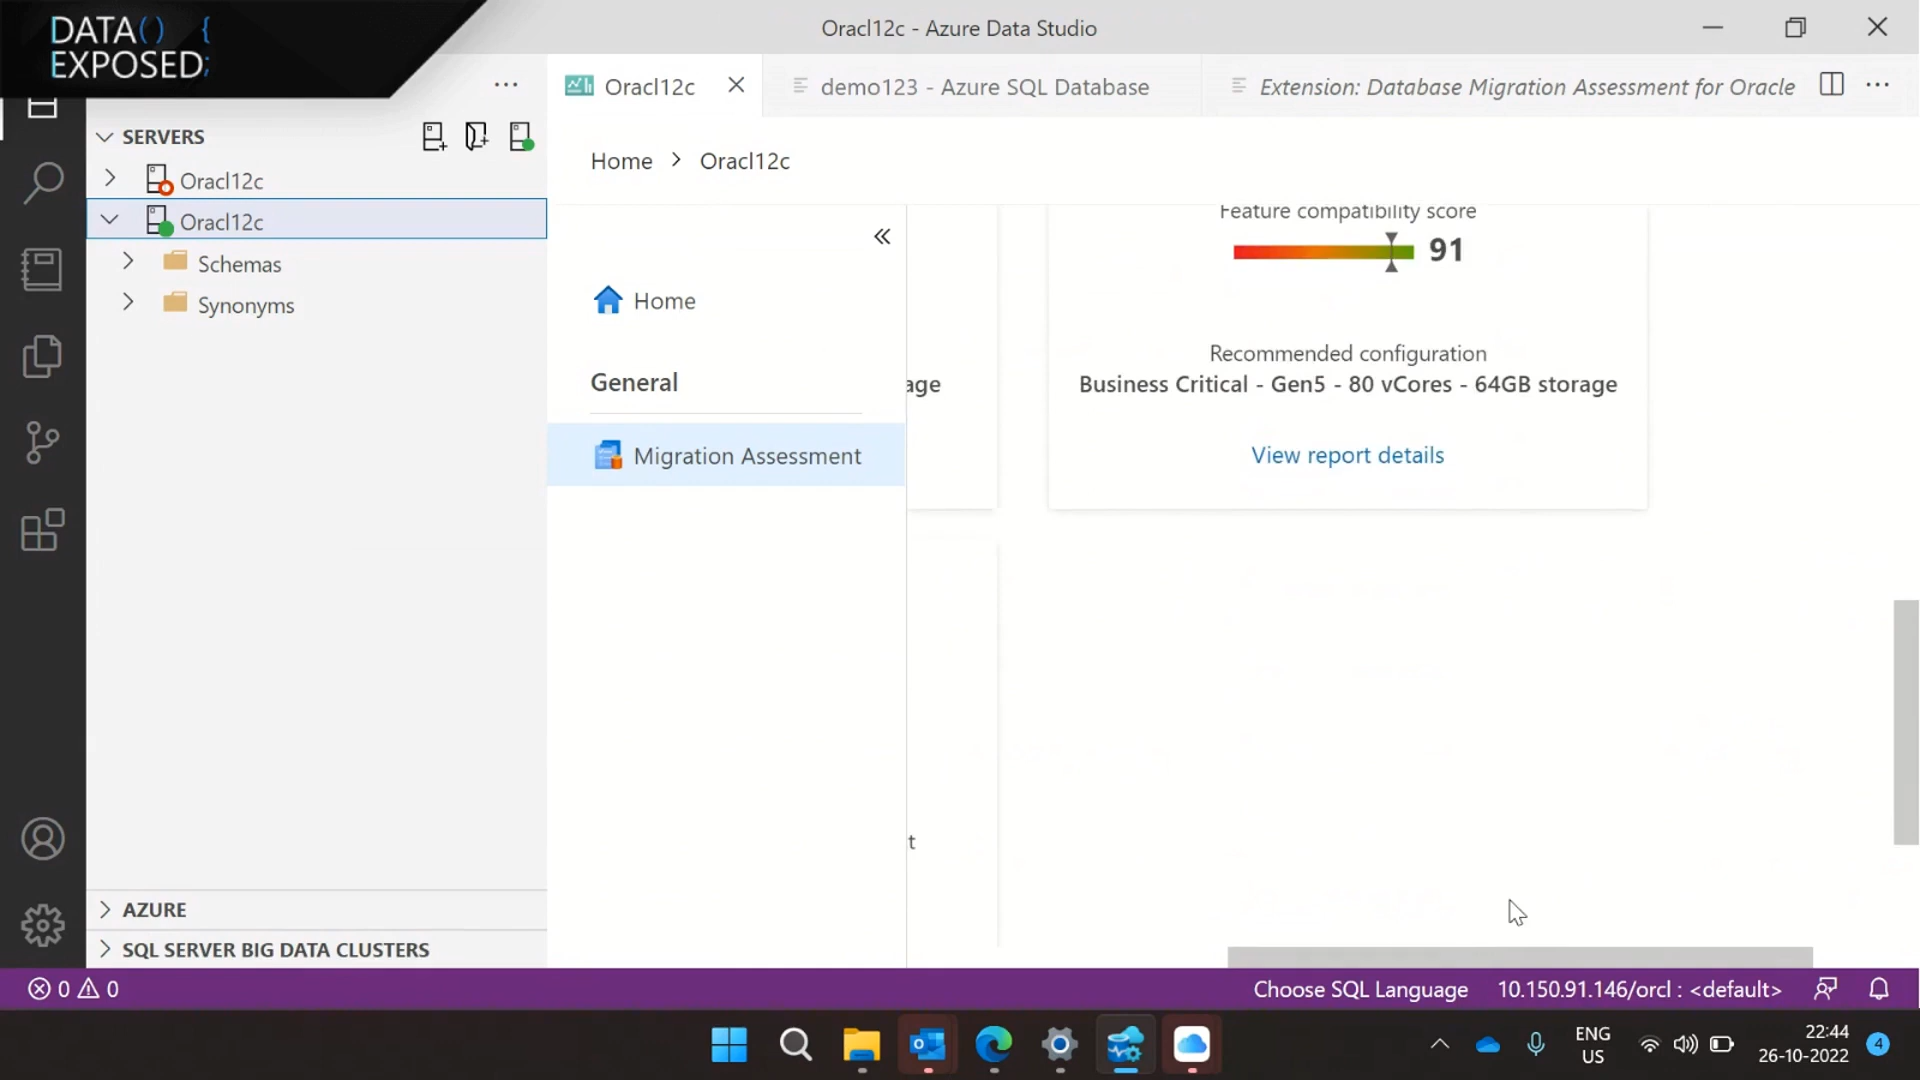 DATA() {
EXPOSED;
Oracl12c - Azure Data Studio
Oracl12c
demo123 - Azure SQL Database
Extension: Database Migration Assessment for Oracle
SERVERS
Oracl12c
Oracl12c
Schemas
Synonyms
AZURE
SQL SERVER BIG DATA CLUSTERS
Home > Oracl12c
Home
General
Migration Assessment
age
t
Feature compatibility score
91
Recommended configuration
Business Critical - Gen5 - 80 vCores - 64GB storage
View report details
0 0
Choose SQL Language
10.150.91.146/orcl : <default>
ENG
US
22:44
26-10-2022
4